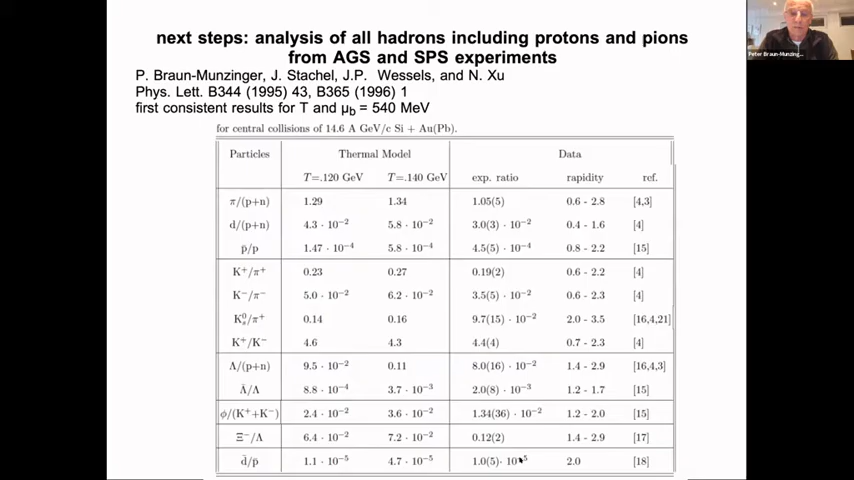 next steps: analysis of all hadrons including protons and pions
from AGS and SPS experiments
P. Braun-Munzinger, J. Stachel, J.P. Wessels, and N. Xu
Phys. Lett. B344 (1995) 43, B365 (1996) 1
first consistent results for T and μb = 540 MeV
for central collisions of 14.6 A GeV/c Si + Au(Pb).
Particles Thermal Model Data
T=.120 GeV T=.140 GeV exp. ratio rapidity ref.
π/(p+n) 1.29 1.34 1.05(5) 0.6 - 2.8 [4,3]
d/(p+n) 4.3 · 10⁻² 5.8 · 10⁻² 3.0(3) · 10⁻² 0.4 - 1.6 [4]
p̄/p 1.47 · 10⁻⁴ 5.8 · 10⁻⁴ 4.5(5) · 10⁻⁴ 0.8 - 2.2 [15]
K⁺/π⁺ 0.23 0.27 0.19(2) 0.6 - 2.2 [4]
K⁻/π⁻ 5.0 · 10⁻² 6.2 · 10⁻² 3.5(5) · 10⁻² 0.6 - 2.3 [4]
K⁰ₛ/π⁺ 0.14 0.16 9.7(15) · 10⁻² 2.0 - 3.5 [16,4,21]
K⁺/K⁻ 4.6 4.3 4.4(4) 0.7 - 2.3 [4]
Λ/(p+n) 9.5 · 10⁻² 0.11 8.0(16) · 10⁻² 1.4 - 2.9 [16,4,3]
Λ̄/Λ 8.8 · 10⁻⁴ 3.7 · 10⁻³ 2.0(8) · 10⁻³ 1.2 - 1.7 [15]
φ/(K⁺+K⁻) 2.4 · 10⁻² 3.6 · 10⁻² 1.34(36) · 10⁻² 1.2 - 2.0 [15]
Ξ⁻/Λ 6.4 · 10⁻² 7.2 · 10⁻² 0.12(2) 1.4 - 2.9 [17]
d̄/p̄ 1.1 · 10⁻⁵ 4.7 · 10⁻⁵ 1.0(5) · 10⁻⁵ 2.0 [18]
Peter Braun-Munzing...